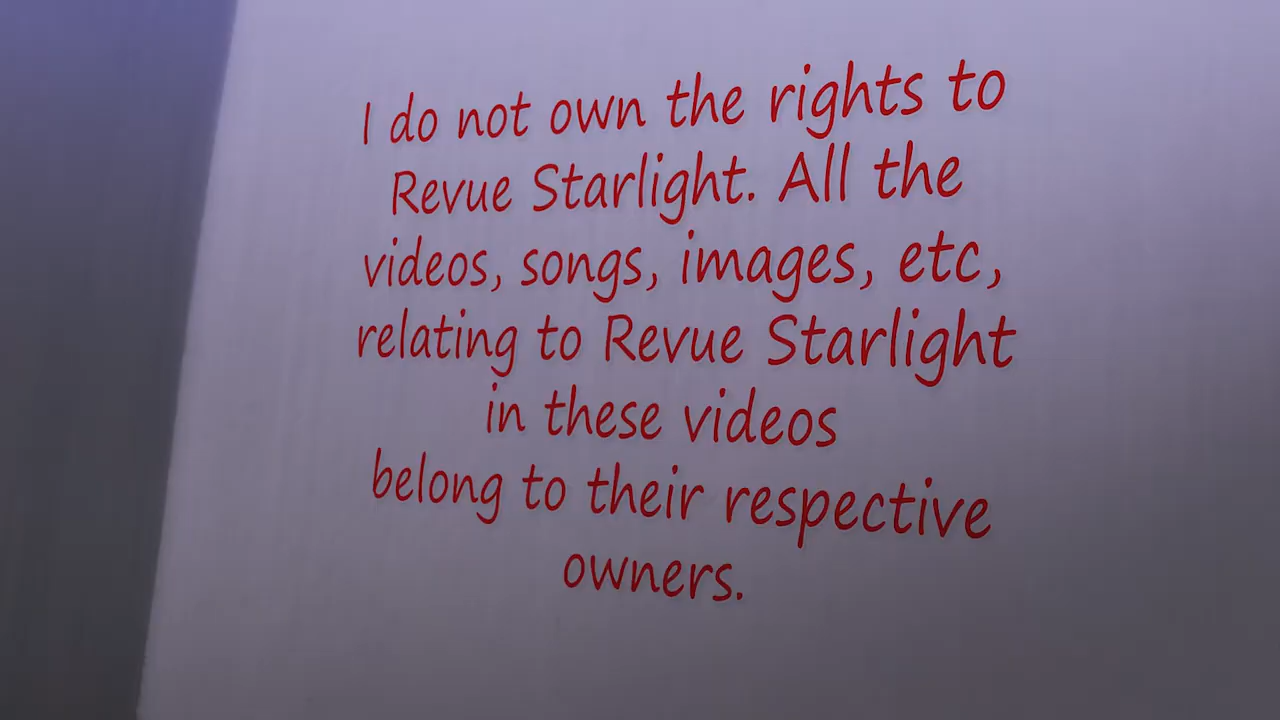 I do not own the rights to
Revue Starlight. All the
videos, songs, images, etc,
relating to Revue Starlight
in these videos
belong to their respective
owners.